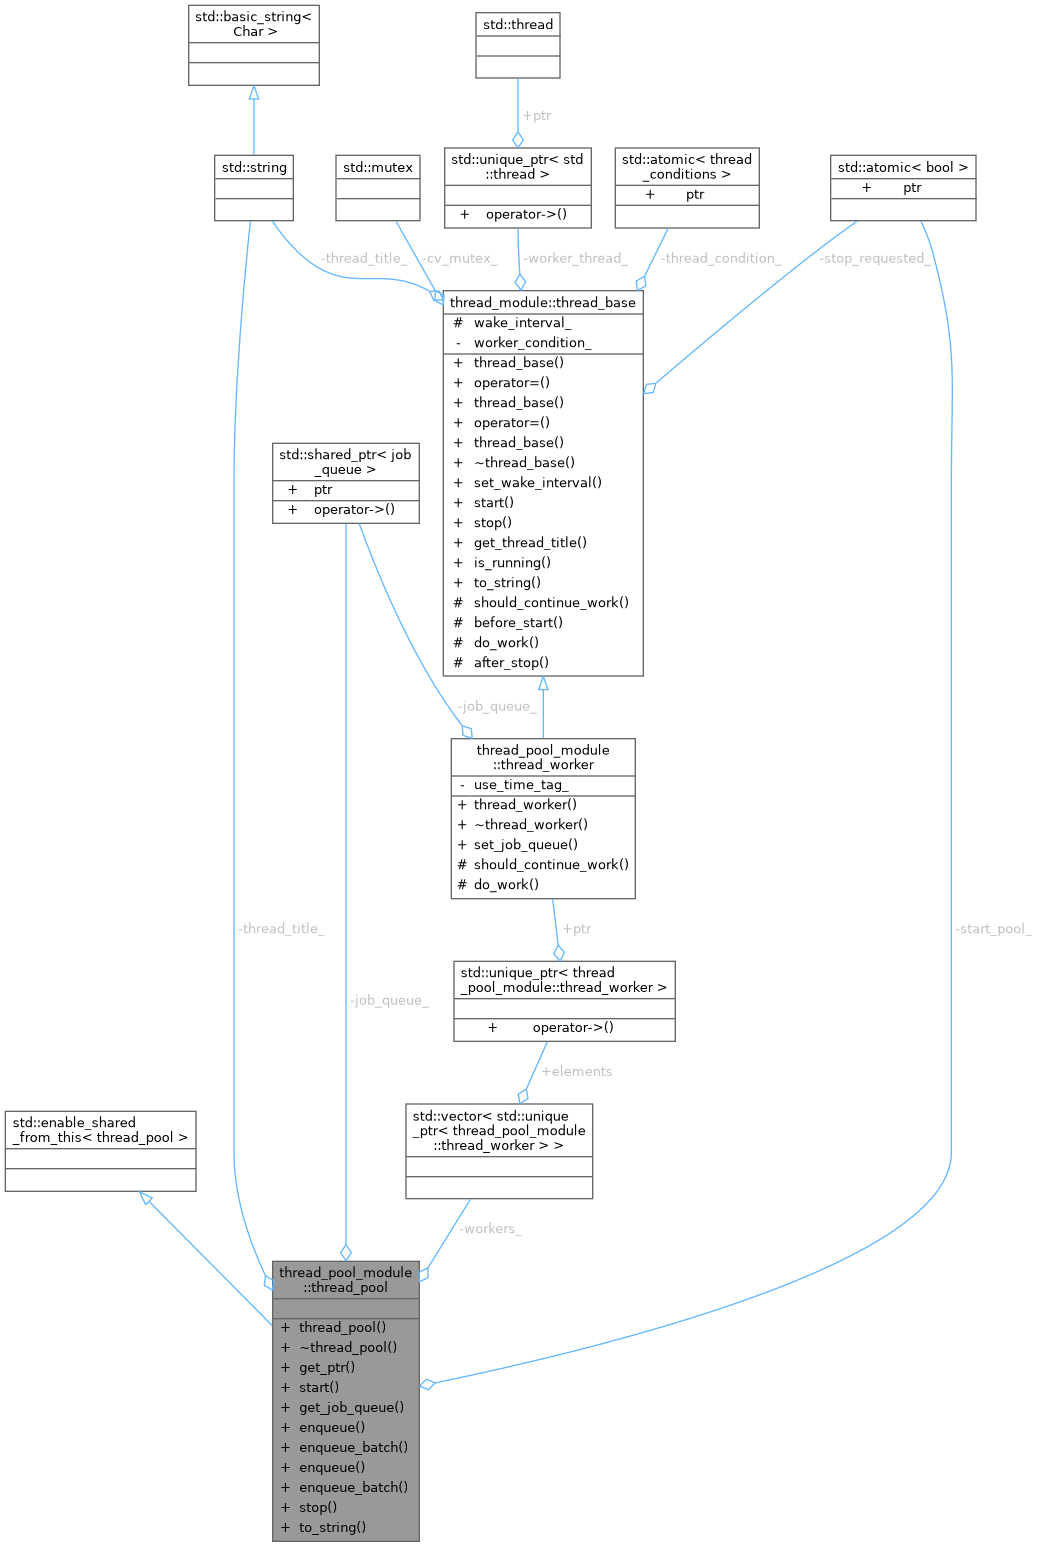 std::basic_string<
Char >
std::thread
+ptr
std::string
std::mutex
std::unique_ptr< std
::thread >
+ operator->()
std::atomic< thread
_conditions >
+ ptr
std::atomic< bool >
+ ptr
-thread_title_
-cv_mutex_
-worker_thread_
-thread_condition_
-stop_requested_
thread_module::thread_base
# wake_interval_
- worker_condition_
+ thread_base()
+ operator=()
+ thread_base()
+ operator=()
+ thread_base()
+ ~thread_base()
+ set_wake_interval()
+ start()
+ stop()
+ get_thread_title()
+ is_running()
+ to_string()
# should_continue_work()
# before_start()
# do_work()
# after_stop()
std::shared_ptr< job
_queue >
+ ptr
+ operator->()
-job_queue_
thread_pool_module
::thread_worker
- use_time_tag_
+ thread_worker()
+ ~thread_worker()
+ set_job_queue()
# should_continue_work()
# do_work()
-thread_title_
+ptr
-start_pool_
std::unique_ptr< thread
_pool_module::thread_worker >
+ operator->()
-job_queue_
+elements
std::vector< std::unique
_ptr< thread_pool_module
::thread_worker > >
std::enable_shared
_from_this< thread_pool >
-workers_
thread_pool_module
::thread_pool
+ thread_pool()
+ ~thread_pool()
+ get_ptr()
+ start()
+ get_job_queue()
+ enqueue()
+ enqueue_batch()
+ enqueue()
+ enqueue_batch()
+ stop()
+ to_string()